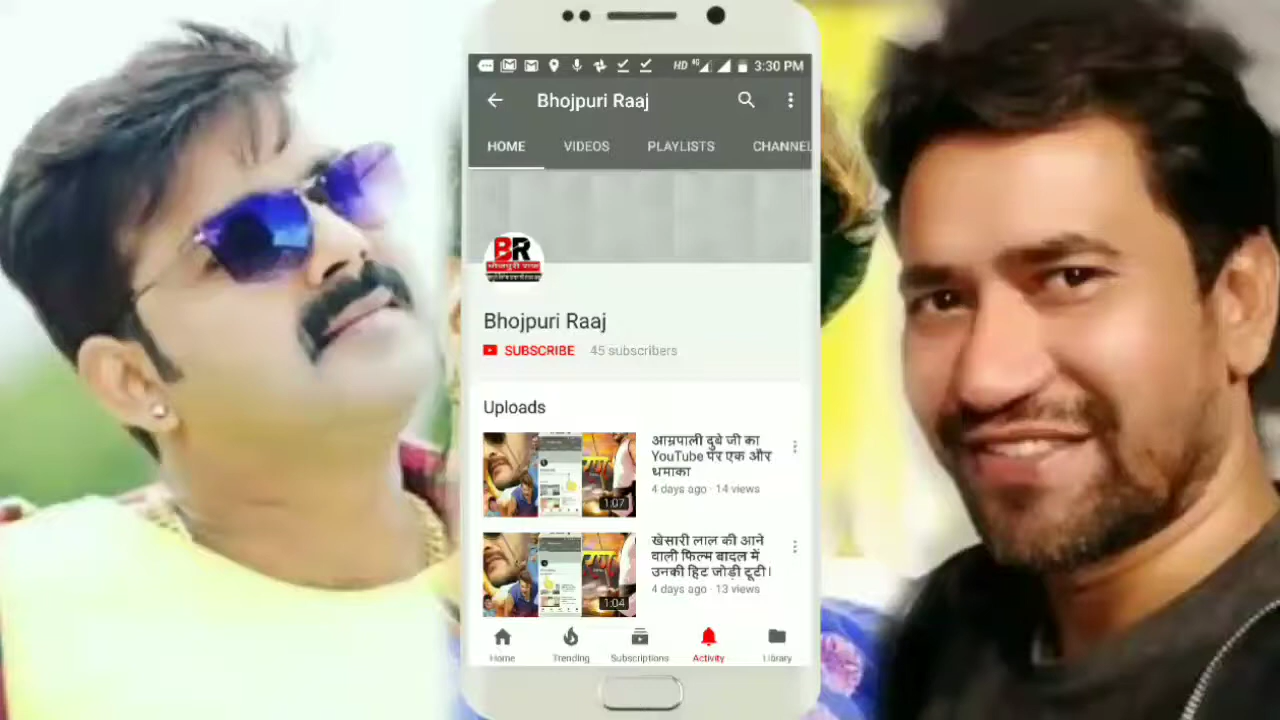 HD 4G 3:30 PM
Bhojpuri Raaj
HOME VIDEOS PLAYLISTS CHANNEL
BR
भोजपुरी राज
Bhojpuri Raaj
SUBSCRIBE 45 subscribers
Uploads
आम्रपाली दुबे जी का
YouTube पर एक और
धमाका
4 days ago · 14 views
1:07
खेसारी लाल की आने
वाली फिल्म बादल में
उनकी हिट जोड़ी टूटी।
4 days ago · 13 views
1:04
Home Trending Subscriptions Activity Library